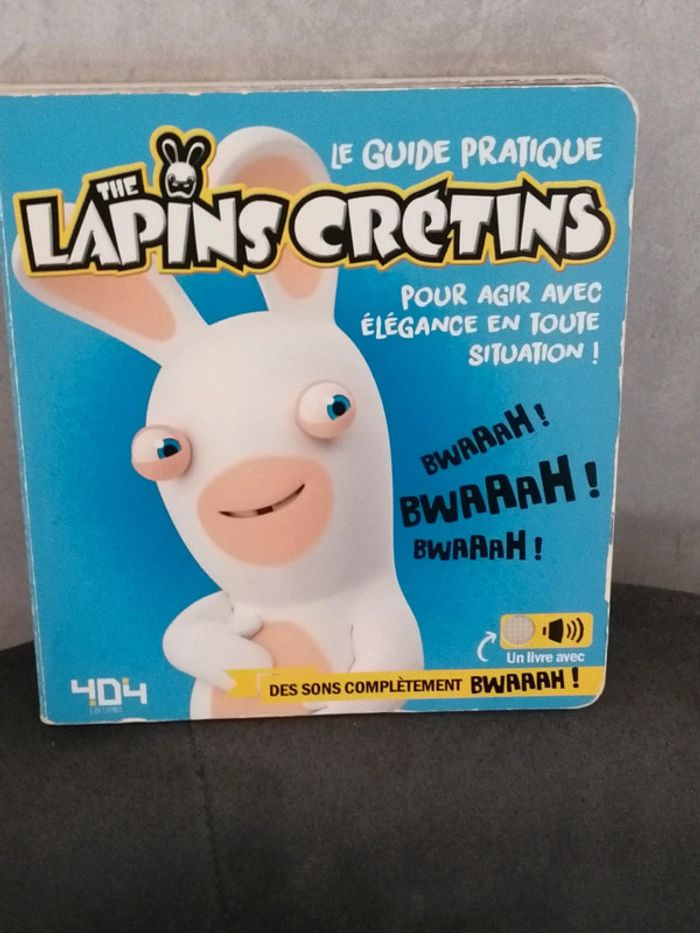 LE GUIDE PRATIQUE
THE
LAPINS CRÉTINS
POUR AGIR AVEC
ÉLÉGANCE EN TOUTE
SITUATION !
BWAAAH !
BWAAAH !
BWAAAH !
Un livre avec
DES SONS COMPLÈTEMENT BWAAAH !
404
ÉDITIONS